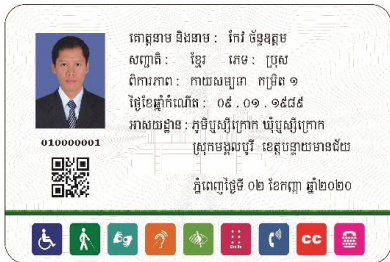 គោត្តនាម និងនាម : កែវ ច័ន្ទឧត្តម
សញ្ជាតិ : ខ្មែរ ភេទ : ប្រុស
ពិការភាព : កាយសម្បទា កម្រិត ១
ថ្ងៃខែឆ្នាំកំណើត : ០៩ . ០១ . ១៩៨៩
អាសយដ្ឋាន : ភូមិឫស្សីក្រោក ឃុំឫស្សីក្រោក
ស្រុកមង្គលបូរី ខេត្តបន្ទាយមានជ័យ
010000001
ភ្នំពេញថ្ងៃទី ០២ ខែកញ្ញា ឆ្នាំ២០២០
CC